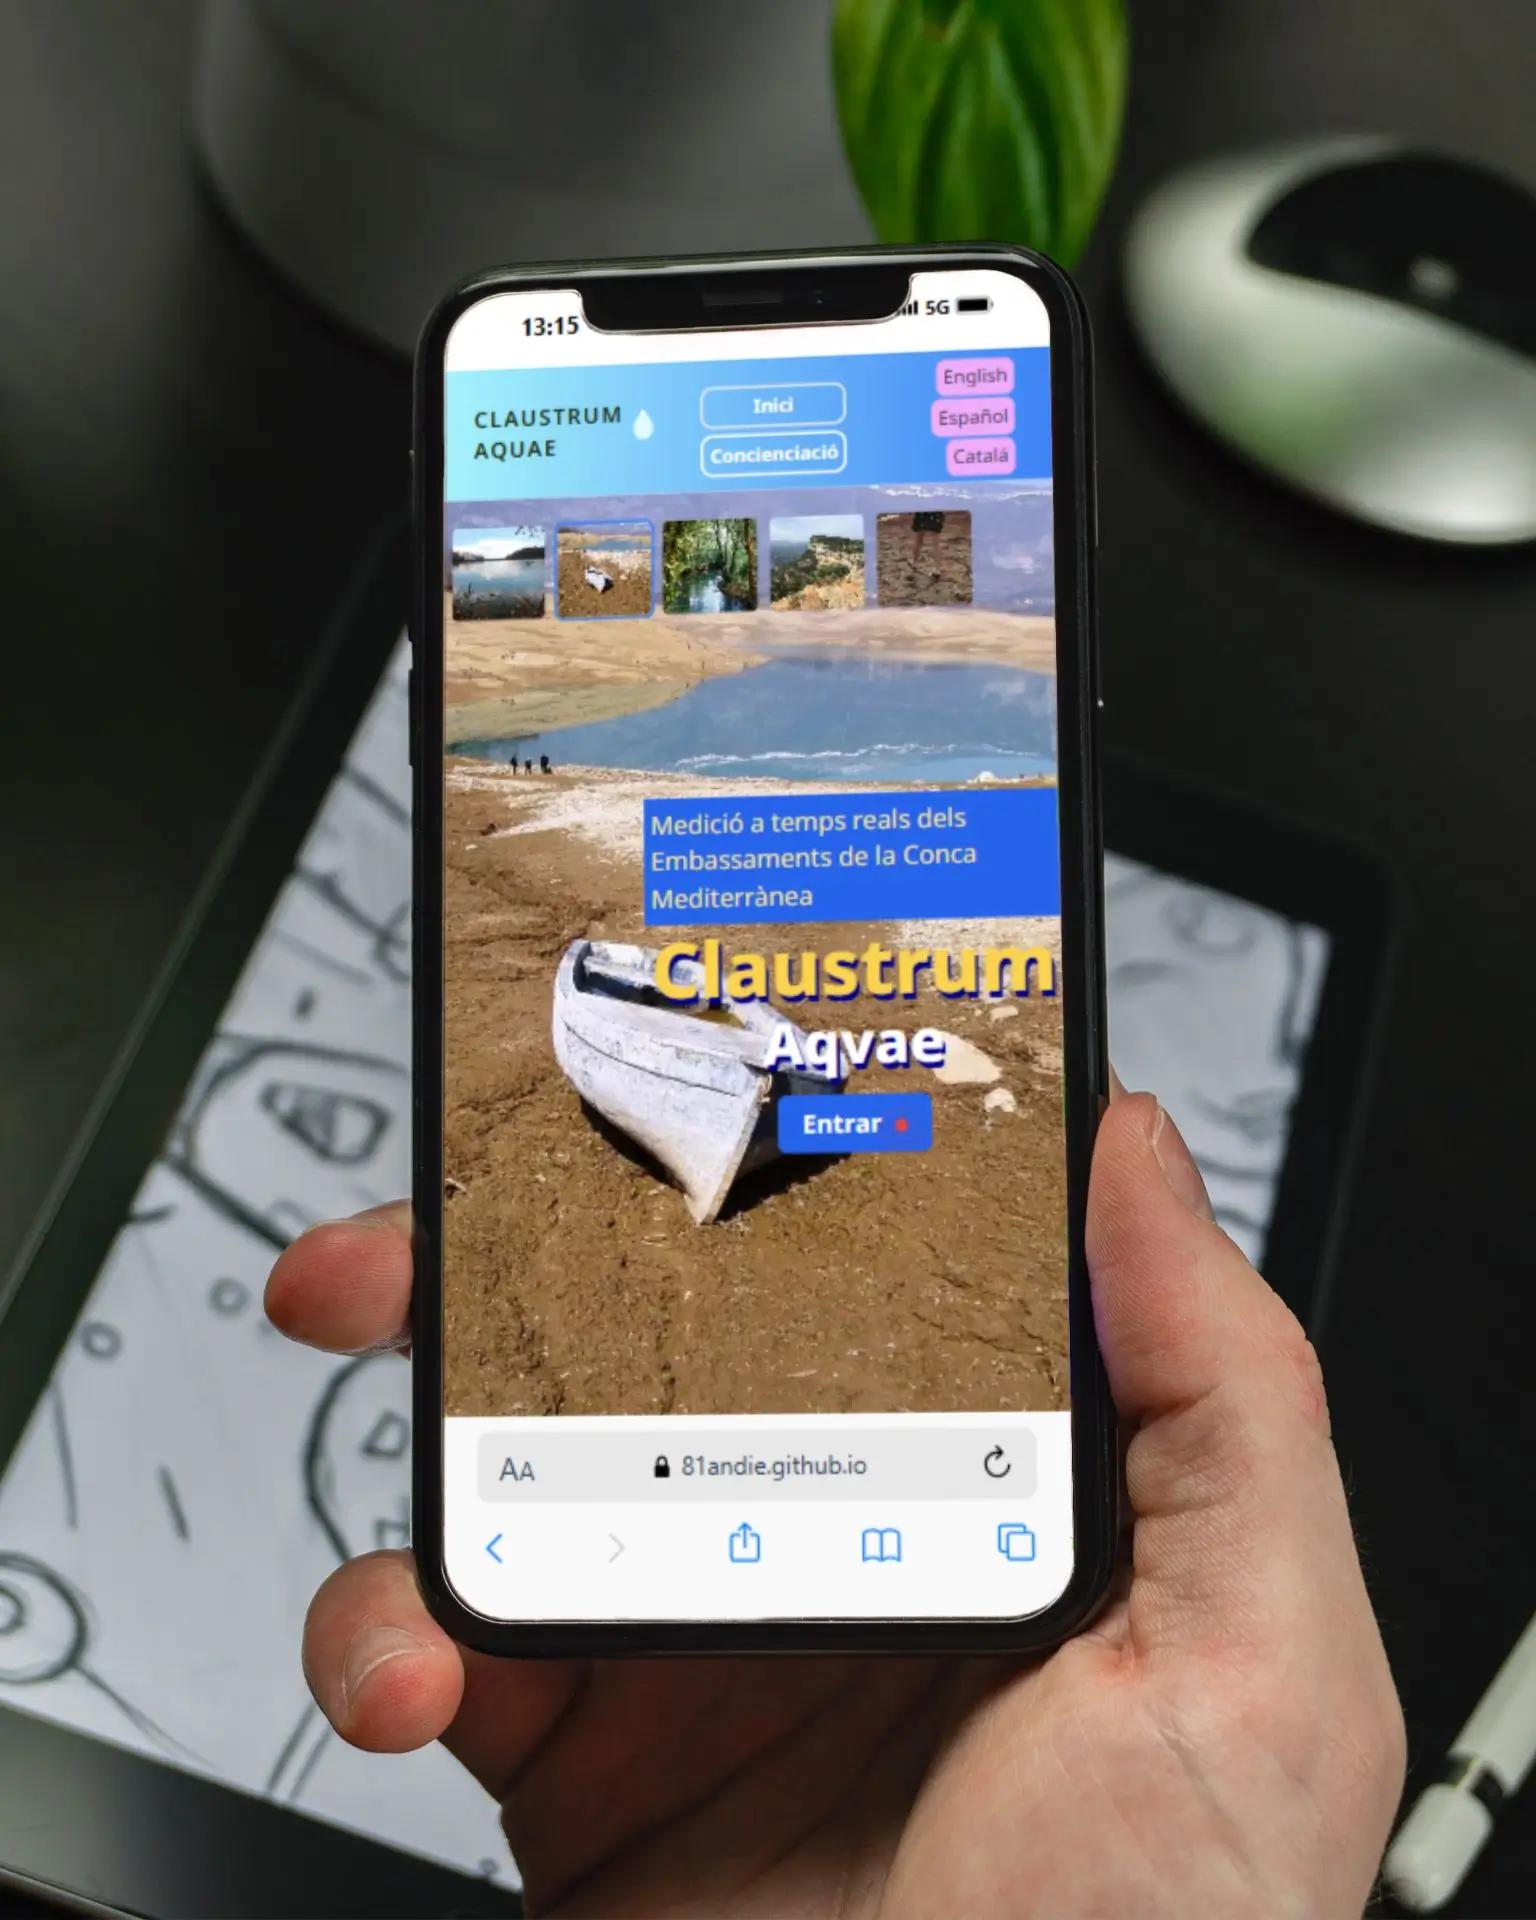 13:15
5G
CLAUSTRUM
AQUAE
Inici
Concienciació
English
Español
Catalá
Medició a temps reals dels
Embassaments de la Conca
Mediterrànea
Claustrum
Aqvae
Entrar
AA
81andie.github.io